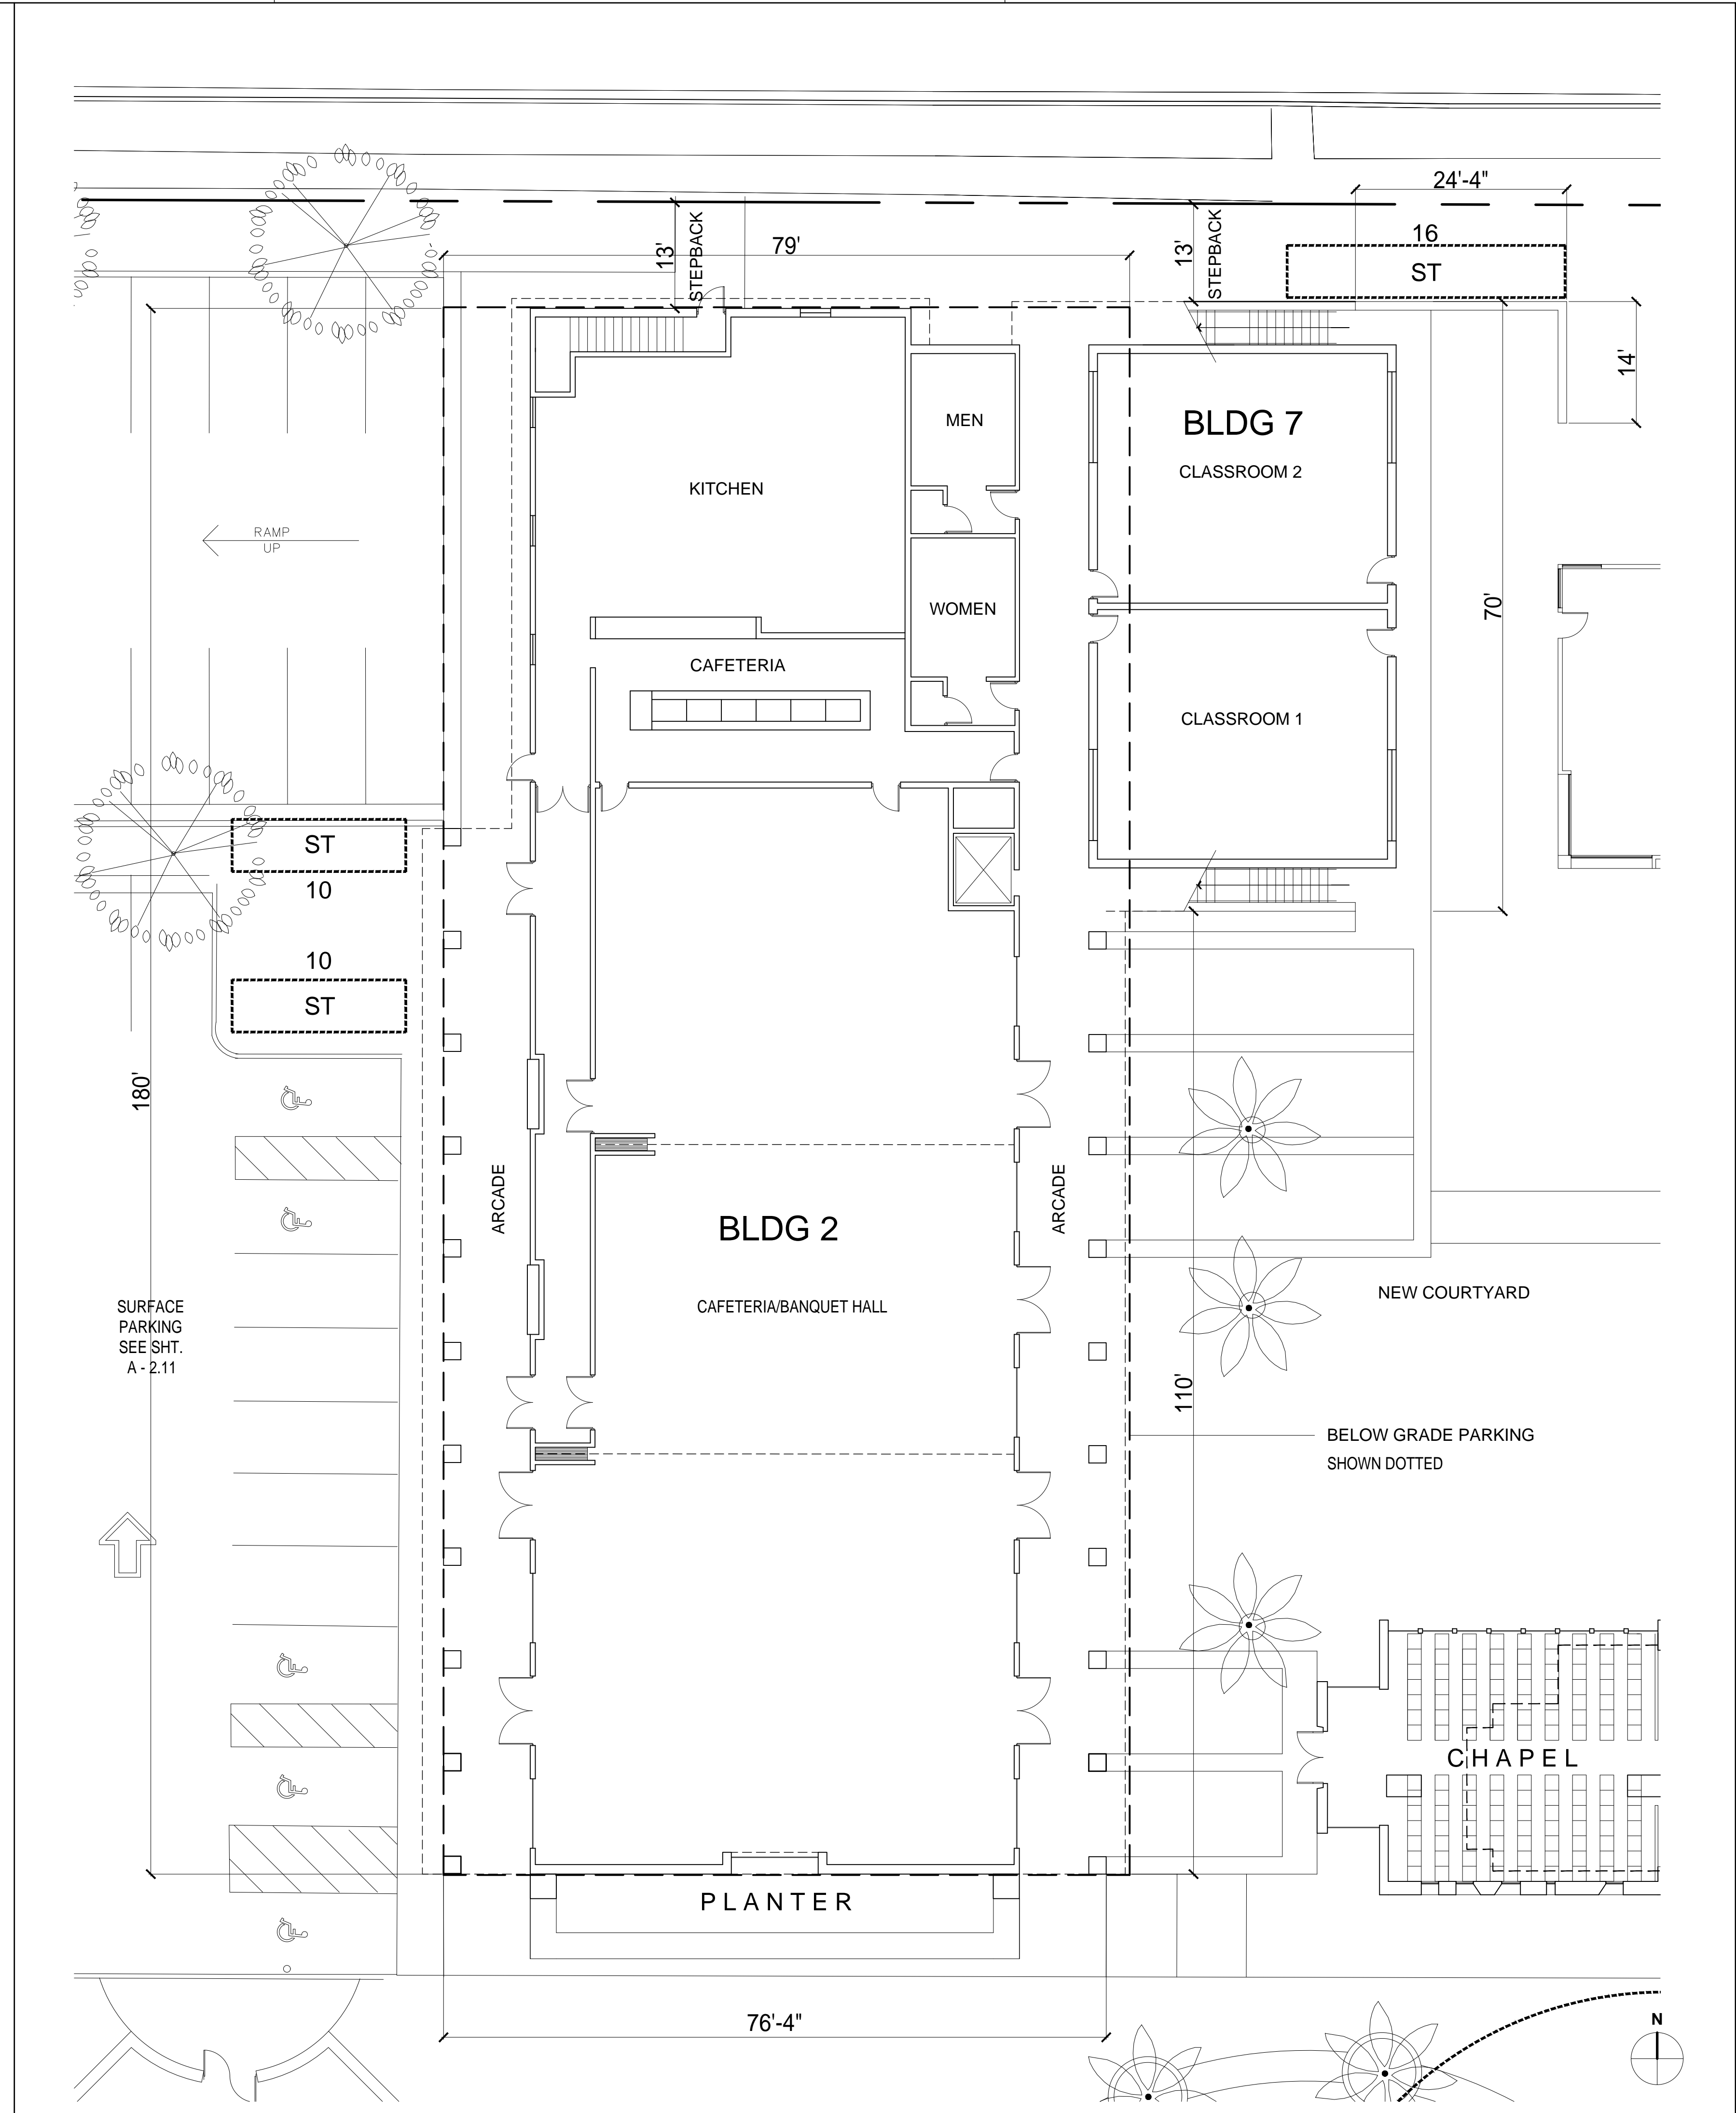 24'-4"
16
ST
13'
STEPBACK
79'
13'
STEPBACK
14'
MEN
BLDG 7
CLASSROOM 2
KITCHEN
RAMP
UP
WOMEN
70'
CAFETERIA
CLASSROOM 1
ST
10
10
ST
180'
ARCADE
ARCADE
BLDG 2
CAFETERIA/BANQUET HALL
NEW COURTYARD
SURFACE
PARKING
SEE SHT.
A - 2.11
110'
BELOW GRADE PARKING
SHOWN DOTTED
CHAPEL
PLANTER
76'-4"
N